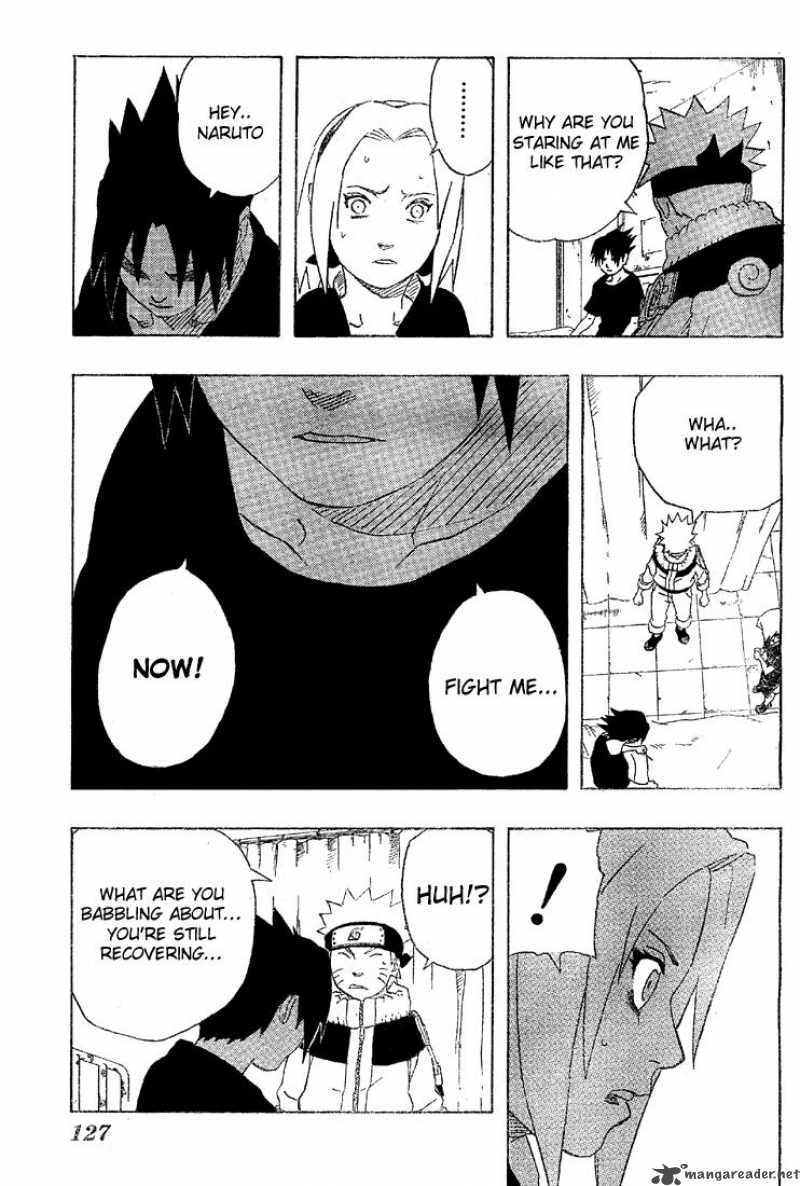 WHY ARE YOU
STARING AT ME
LIKE THAT?
........
HEY..
NARUTO
WHA..
WHAT?
FIGHT ME...
NOW!
!
HUH!?
WHAT ARE YOU
BABBLING ABOUT...
YOU'RE STILL
RECOVERING...
127
mangareader.net